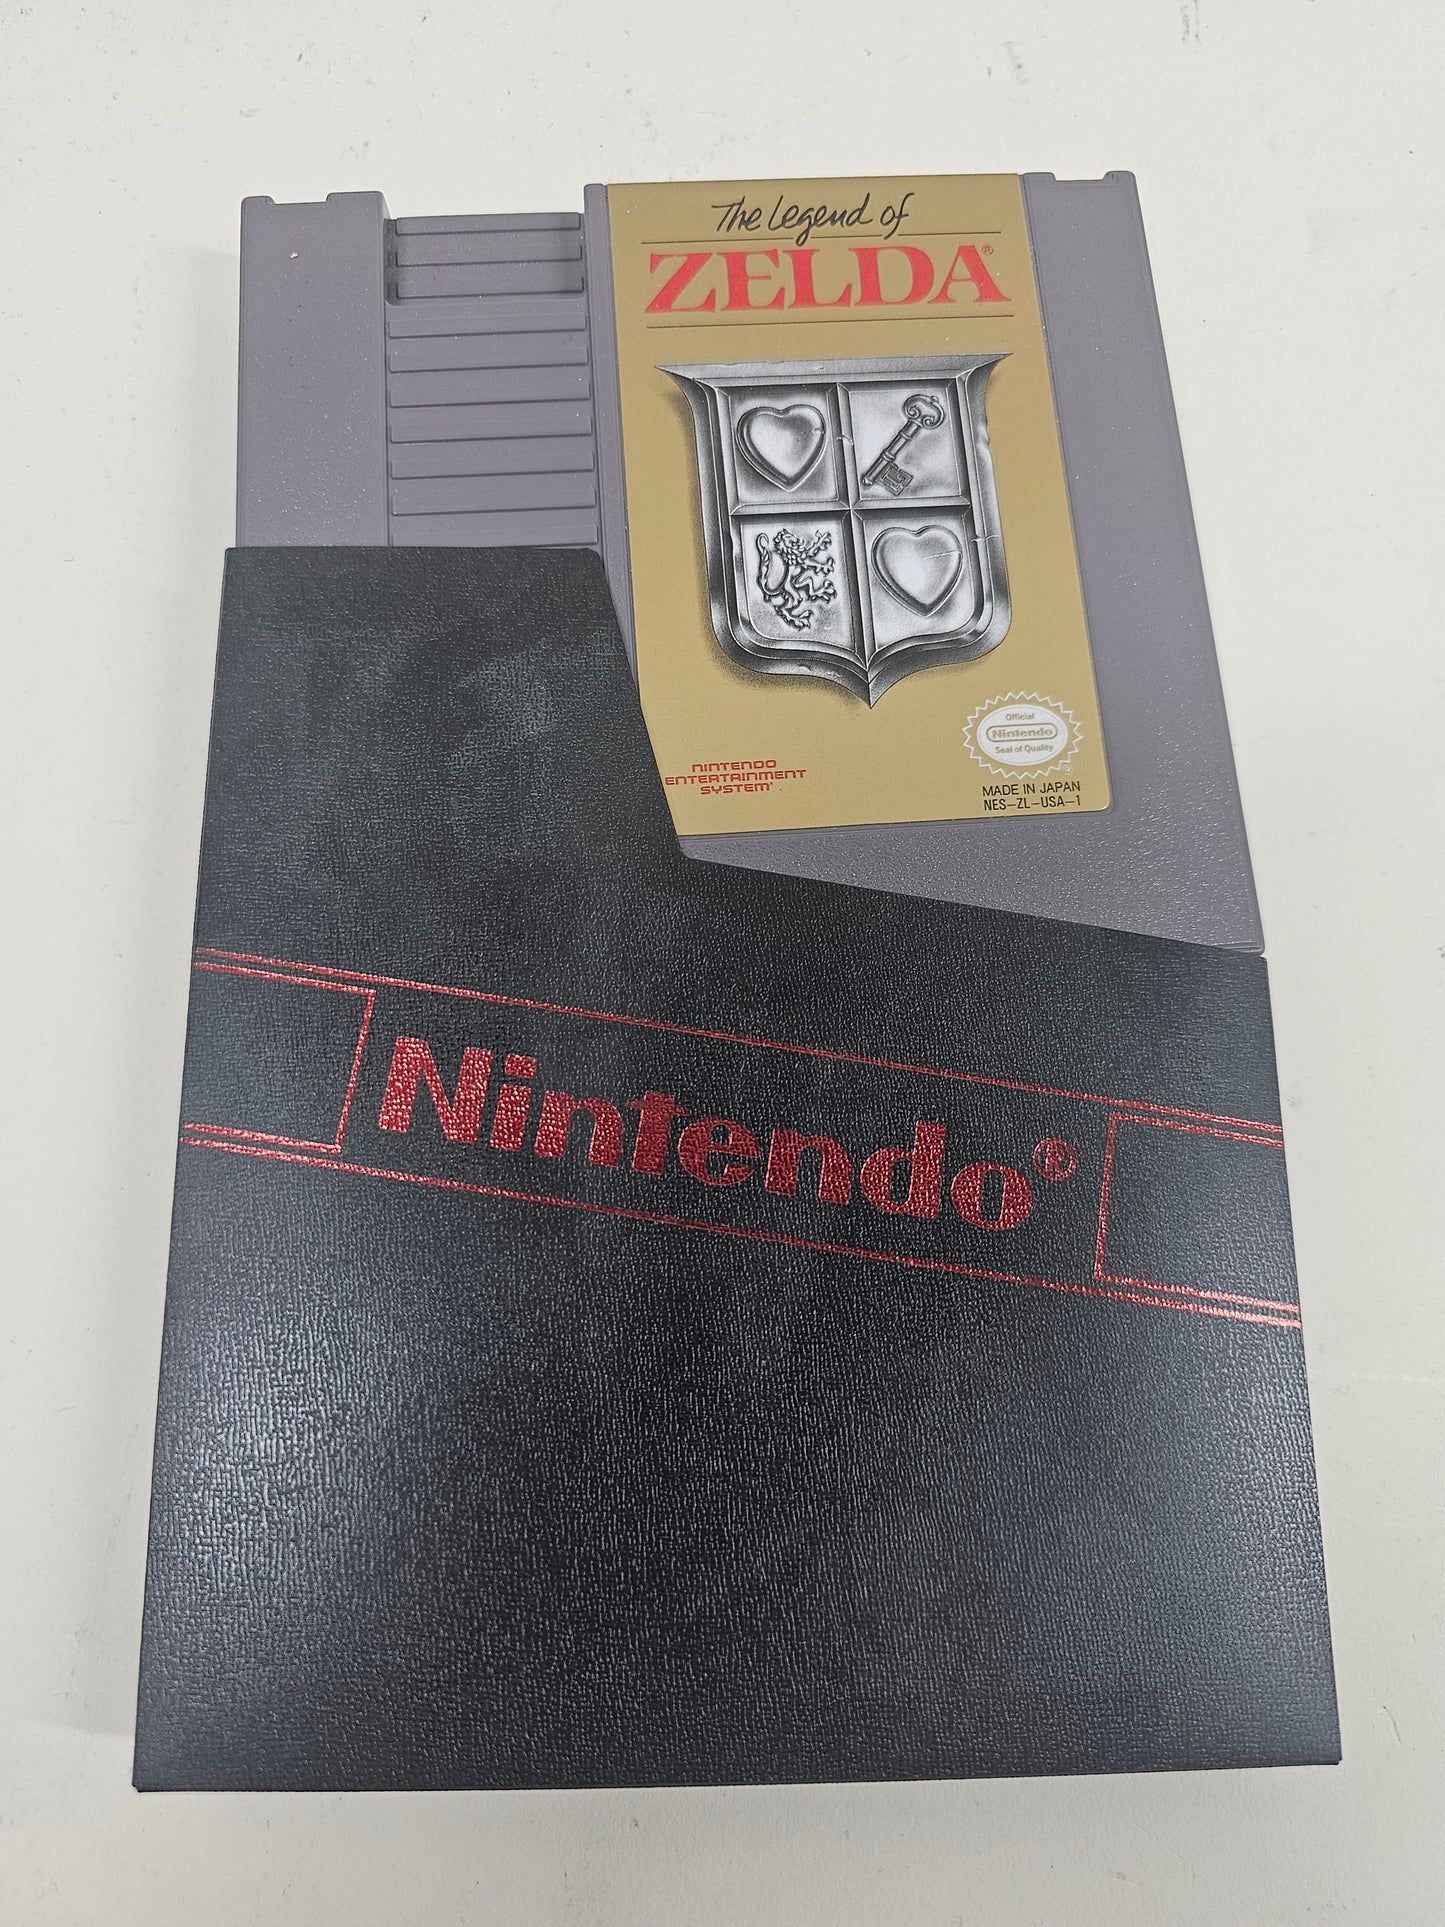 The Legend of
ZELDA®
Official
Nintendo
Seal of Quality
NINTENDO
ENTERTAINMENT
SYSTEM®
MADE IN JAPAN
NES-ZL-USA-1
Nintendo®